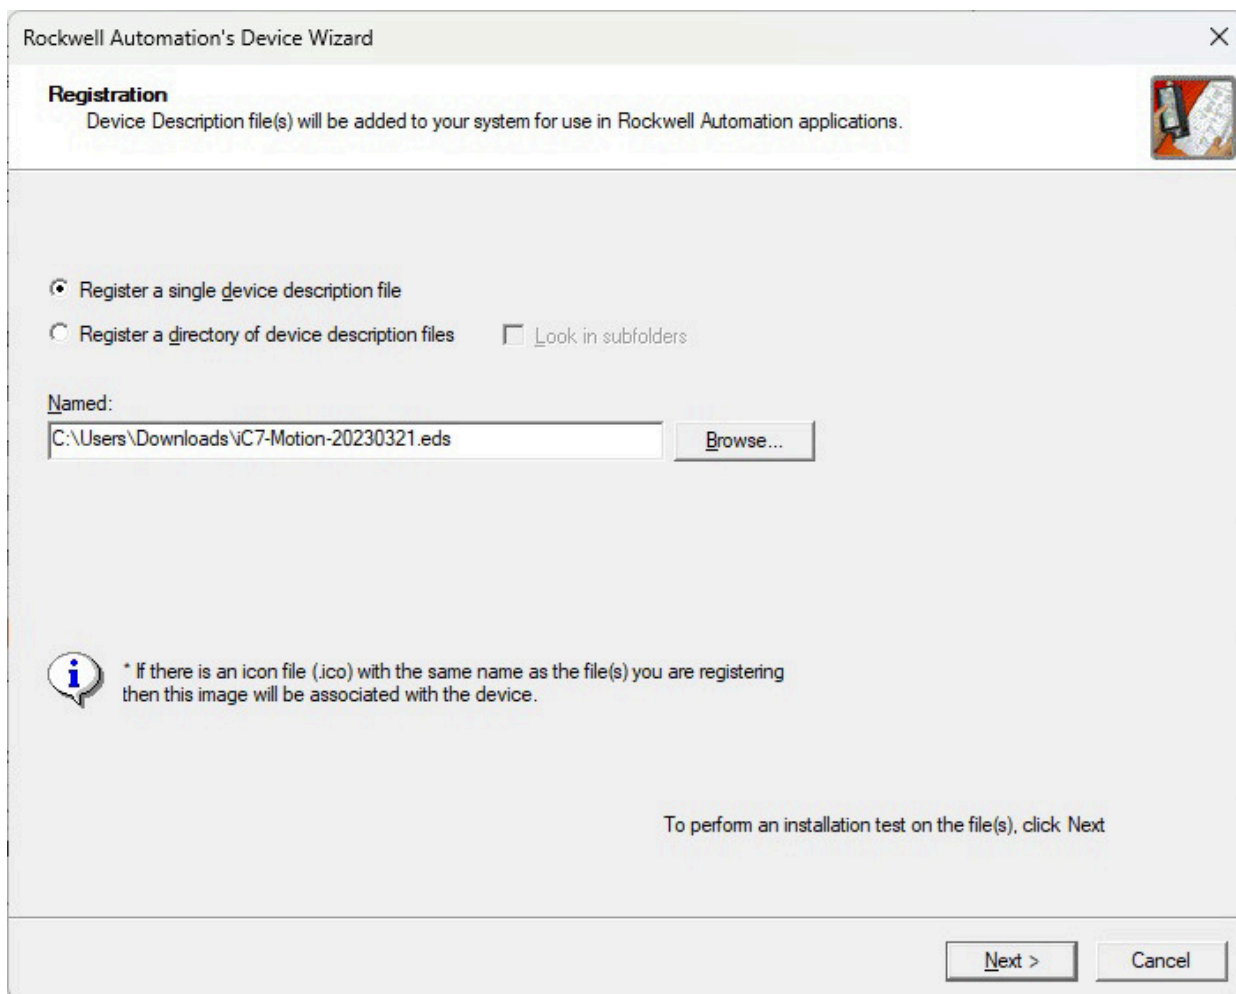 Rockwell Automation's Device Wizard
Registration
Device Description file(s) will be added to your system for use in Rockwell Automation applications.
Register a single device description file
Register a directory of device description files Look in subfolders
Named:
C:\Users\Downloads\iC7-Motion-20230321.eds Browse...
* If there is an icon file (.ico) with the same name as the file(s) you are registering
then this image will be associated with the device.
To perform an installation test on the file(s), click Next
Next > Cancel